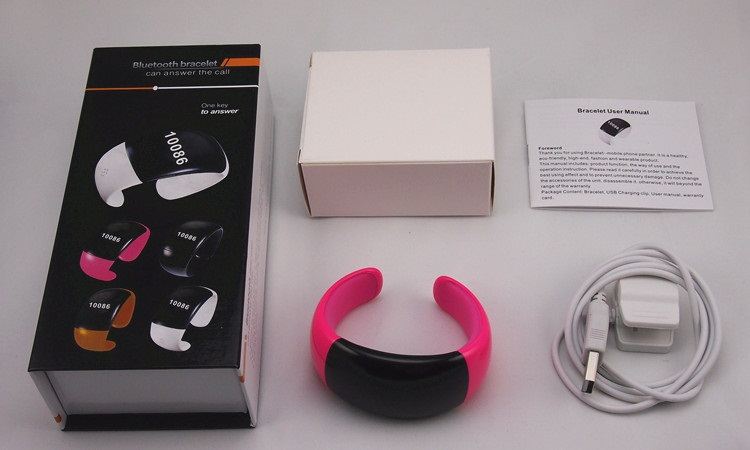 Bluetooth bracelet
can answer the call
One key
to answer
10086
10086
10086
10086
10086
Bracelet User Manual
10086
Foreword
Thank you for using Bracelet--mobile phone partner. It is a healthy,
eco-friendly, high-end, fashion and wearable product.
This manual includes: product function, the way of use and the
operation instruction. Please read it carefully in order to achieve the
best using effect and to prevent unnecessary damage. Do not change
the accessories of the unit, disassemble it, otherwise, it will beyond the
range of the warranty
Package Content: Bracelet, USB Charging clip, User manual, warranty
card.